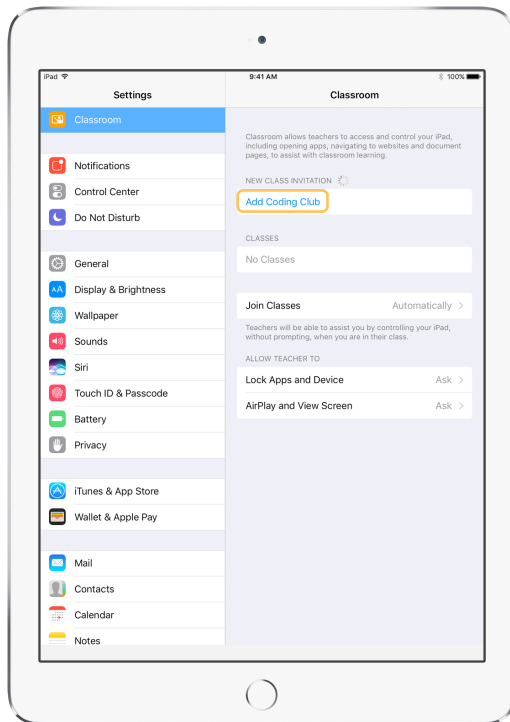 iPad
9:41 AM
100%
Settings
Classroom
Classroom
Notifications
Control Center
Do Not Disturb
General
AA Display & Brightness
Wallpaper
Sounds
Siri
Touch ID & Passcode
Battery
Privacy
iTunes & App Store
Wallet & Apple Pay
Mail
Contacts
Calendar
Notes
Classroom allows teachers to access and control your iPad,
including opening apps, navigating to websites and document
pages, to assist with classroom learning.
NEW CLASS INVITATION
Add Coding Club
CLASSES
No Classes
Join Classes Automatically >
Teachers will be able to assist you by controlling your iPad,
without prompting, when you are in their class.
ALLOW TEACHER TO
Lock Apps and Device Ask >
AirPlay and View Screen Ask >